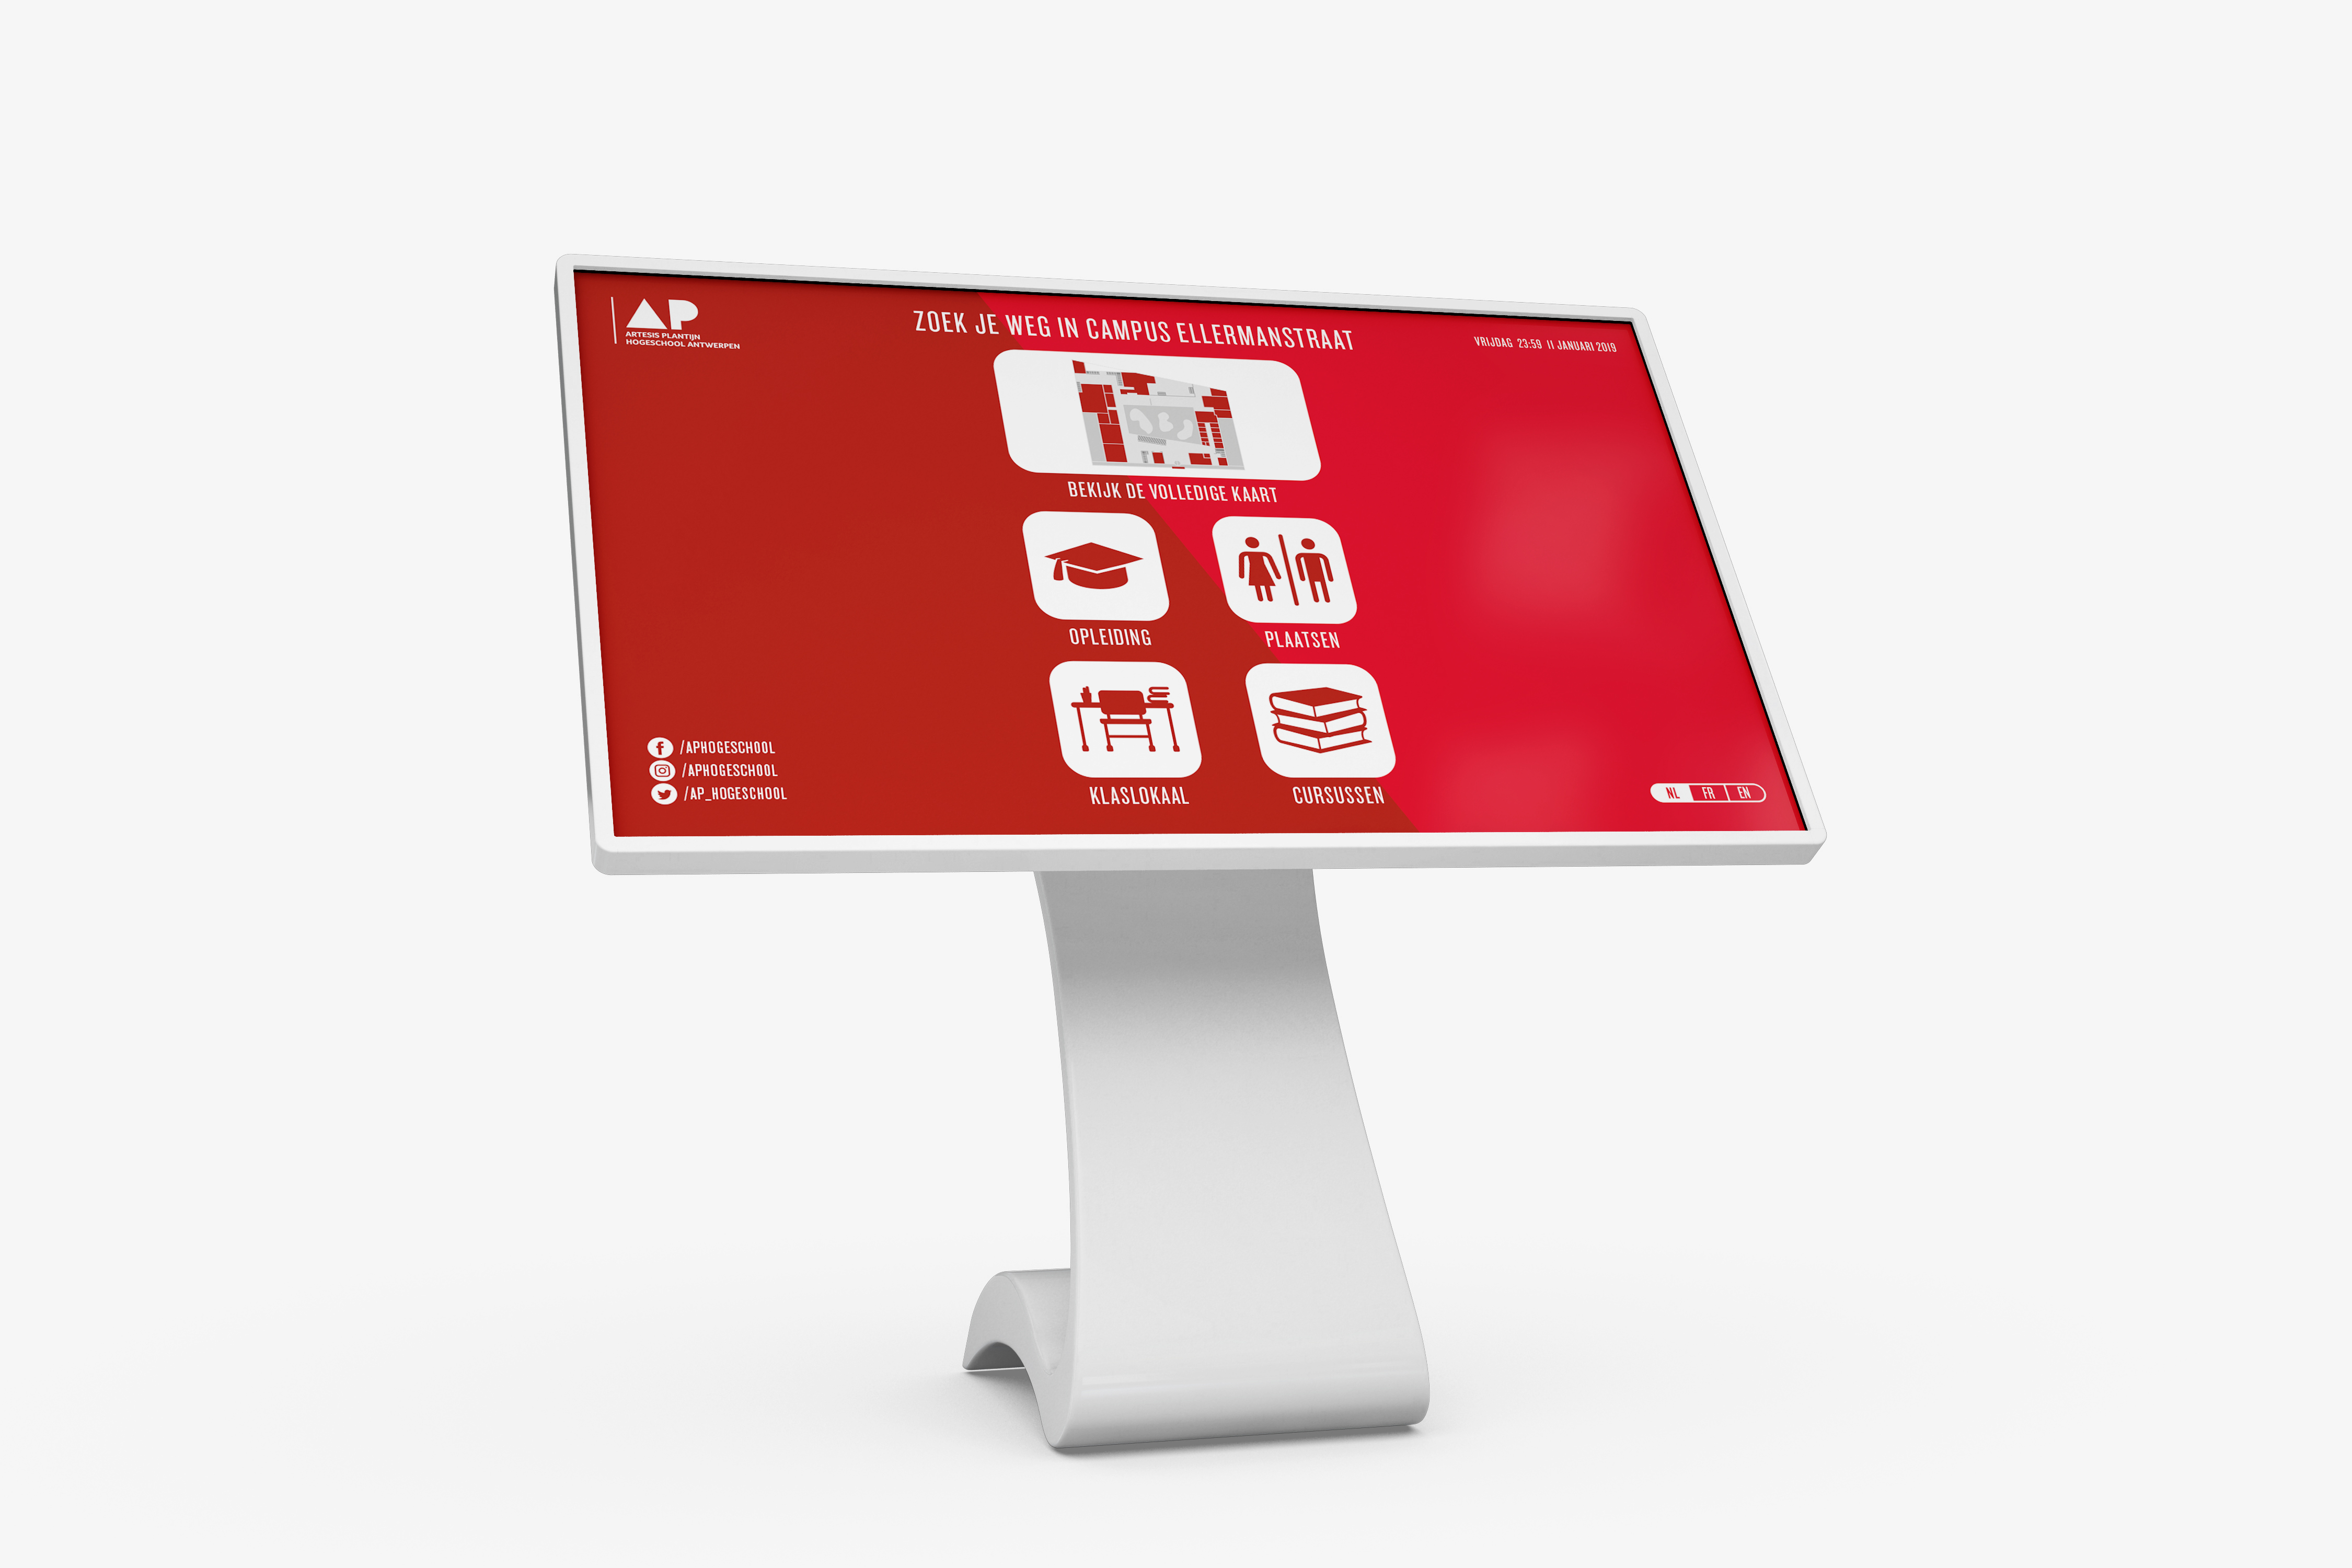 AP
ARTESIS PLANTIJN
HOGESCHOOL ANTWERPEN
ZOEK JE WEG IN CAMPUS ELLERMANSTRAAT
VRIJDAG 23:59 11 JANUARI 2019
BEKIJK DE VOLLEDIGE KAART
OPLEIDING
PLAATSEN
KLASLOKAAL
CURSUSSEN
/APHOGESCHOOL
/APHOGESCHOOL
/AP_HOGESCHOOL
NL FR EN